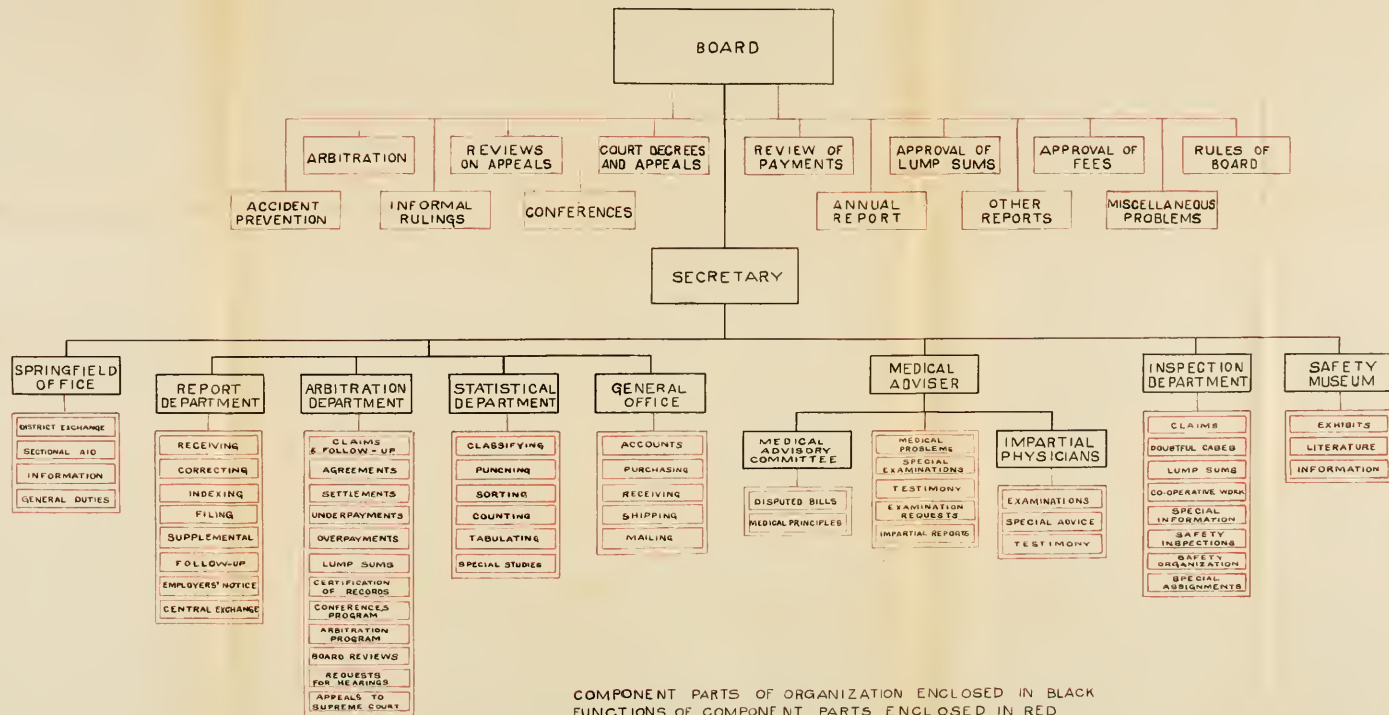 BOARD
ARBITRATION
REVIEWS
ON APPEALS
COURT DECREES
AND APPEALS
REVIEW OF
PAYMENTS
APPROVAL OF
LUMP SUMS
APPROVAL OF
FEES
RULES OF
BOARD
ACCIDENT
PREVENTION
INFORMAL
RULINGS
CONFERENCES
ANNUAL
REPORT
OTHER
REPORTS
MISCELLANEOUS
PROBLEMS
SECRETARY
SPRINGFIELD
OFFICE
DISTRICT EXCHANGE
SECTIONAL AID
INFORMATION
GENERAL DUTIES
REPORT
DEPARTMENT
RECEIVING
CORRECTING
INDEXING
FILING
SUPPLEMENTAL
FOLLOW-UP
EMPLOYERS' NOTICE
CENTRAL EXCHANGE
ARBITRATION
DEPARTMENT
CLAIMS
& FOLLOW-UP
AGREEMENTS
SETTLEMENTS
UNDERPAYMENTS
OVERPAYMENTS
LUMP SUMS
CERTIFICATION
OF RECORDS
CONFERENCES
PROGRAM
ARBITRATION
PROGRAM
BOARD REVIEWS
REQUESTS
FOR HEARINGS
APPEALS TO
SUPREME COURT
STATISTICAL
DEPARTMENT
CLASSIFYING
PUNCHING
SORTING
COUNTING
TABULATING
SPECIAL STUDIES
GENERAL
OFFICE
ACCOUNTS
PURCHASING
RECEIVING
SHIPPING
MAILING
MEDICAL
ADVISER
MEDICAL
ADVISORY
COMMITTEE
DISPUTED BILLS
MEDICAL PRINCIPLES
MEDICAL
PROBLEMS
SPECIAL
EXAMINATIONS
TESTIMONY
EXAMINATION
REQUESTS
IMPARTIAL REPORTS
IMPARTIAL
PHYSICIANS
EXAMINATIONS
SPECIAL ADVICE
TESTIMONY
INSPECTION
DEPARTMENT
CLAIMS
DOUBTFUL CASES
LUMP SUMS
CO-OPERATIVE WORK
SPECIAL
INFORMATION
SAFETY
INSPECTIONS
SAFETY
ORGANIZATION
SPECIAL
ASSIGNMENTS
SAFETY
MUSEUM
EXHIBITS
LITERATURE
INFORMATION
COMPONENT PARTS OF ORGANIZATION ENCLOSED IN BLACK
FUNCTIONS OF COMPONENT PARTS ENCLOSED IN RED